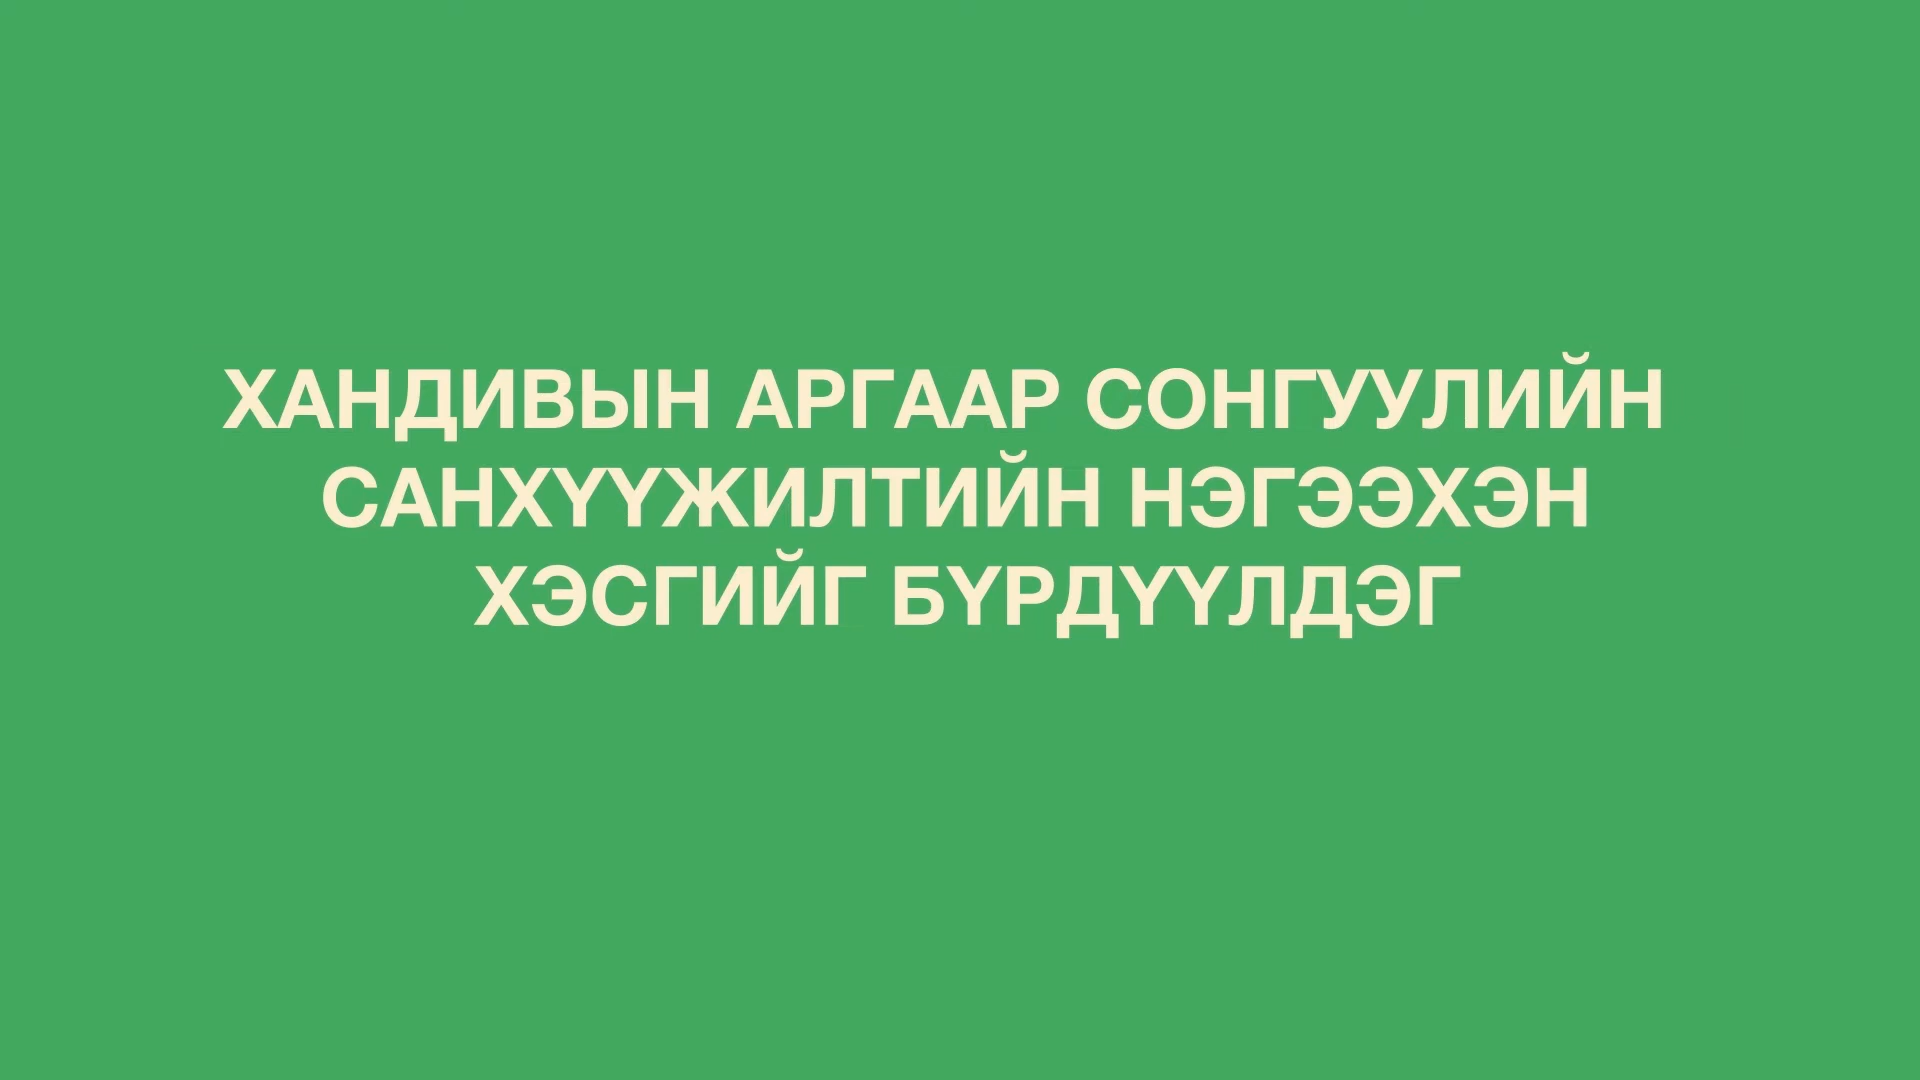 ХАНДИВЫН АРГААР СОНГУУЛИЙН
САНХҮҮЖИЛТИЙН НЭГЭЭХЭН
ХЭСГИЙГ БҮРДҮҮЛДЭГ